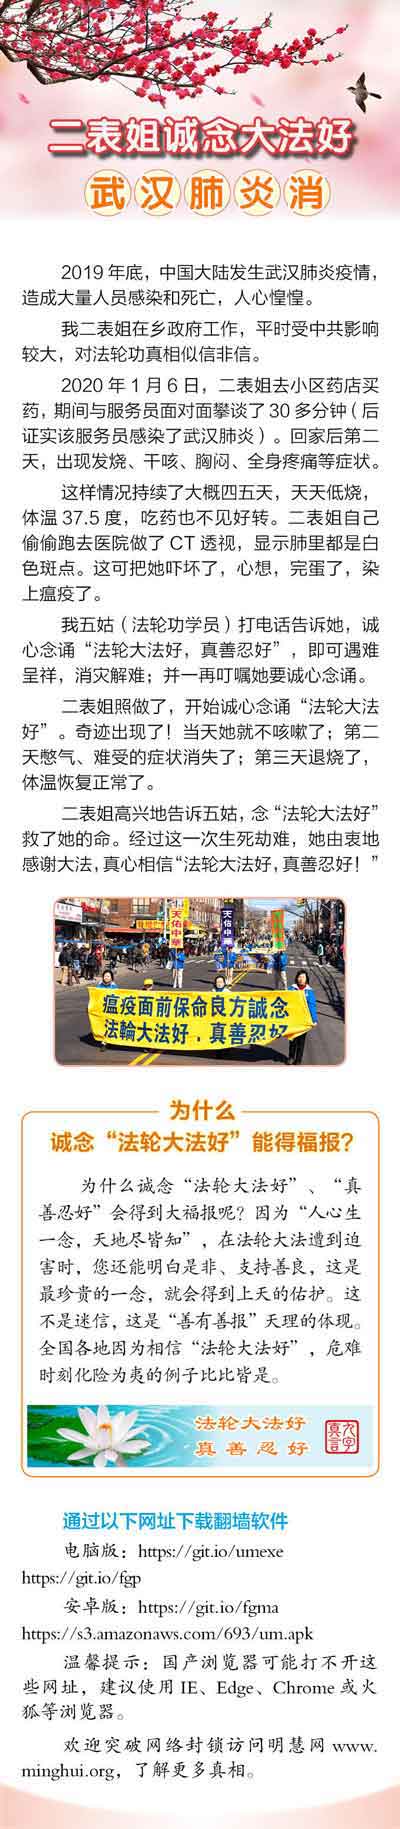 二表姐诚念大法好
武汉肺炎消
2019年底，中国大陆发生武汉肺炎疫情，
造成大量人员感染和死亡，人心惶惶。
我二表姐在乡政府工作，平时受中共影响
较大，对法轮功真相似信非信。
2020年1月6日，二表姐去小区药店买
药，期间与服务员面对面攀谈了30多分钟（后
证实该服务员感染了武汉肺炎）。回家后第二
天，出现发烧、干咳、胸闷、全身疼痛等症状。
这样情况持续了大概四五天，天天低烧，
体温37.5度，吃药也不见好转。二表姐自己
偷偷跑去医院做了CT透视，显示肺里都是白
色斑点。这可把她吓坏了，心想，完蛋了，染
上瘟疫了。
我五姑（法轮功学员）打电话告诉她，诚
心念诵“法轮大法好，真善忍好”，即可遇难
呈祥，消灾解难；并一再叮嘱她要诚心念诵。
二表姐照做了，开始诚心念诵“法轮大法
好”。奇迹出现了！当天她就不咳嗽了；第二
天憋气、难受的症状消失了；第三天退烧了，
体温恢复正常了。
二表姐高兴地告诉五姑，念“法轮大法好”
救了她的命。经过这一次生死劫难，她由衷地
感谢大法，真心相信“法轮大法好，真善忍好！”
天佑中華
天佑中華
瘟疫面前保命良方誠念
法輪大法好，真善忍好
为什么
诚念“法轮大法好”能得福报？
为什么诚念“法轮大法好”、“真
善忍好”会得到大福报呢？因为“人心生
一念，天地尽皆知”，在法轮大法遭到迫
害时，您还能明白是非、支持善良，这是
最珍贵的一念，就会得到上天的佑护。这
不是迷信，这是“善有善报”天理的体现。
全国各地因为相信“法轮大法好”，危难
时刻化险为夷的例子比比皆是。
法轮大法好
真善忍好
九字
真言
通过以下网址下载翻墙软件
电脑版：https://git.io/umexe
https://git.io/fgp
安卓版：https://git.io/fgma
https://s3.amazonaws.com/693/um.apk
温馨提示：国产浏览器可能打不开这
些网址，建议使用IE、Edge、Chrome或火
狐等浏览器。
欢迎突破网络封锁访问明慧网www.
minghui.org，了解更多真相。